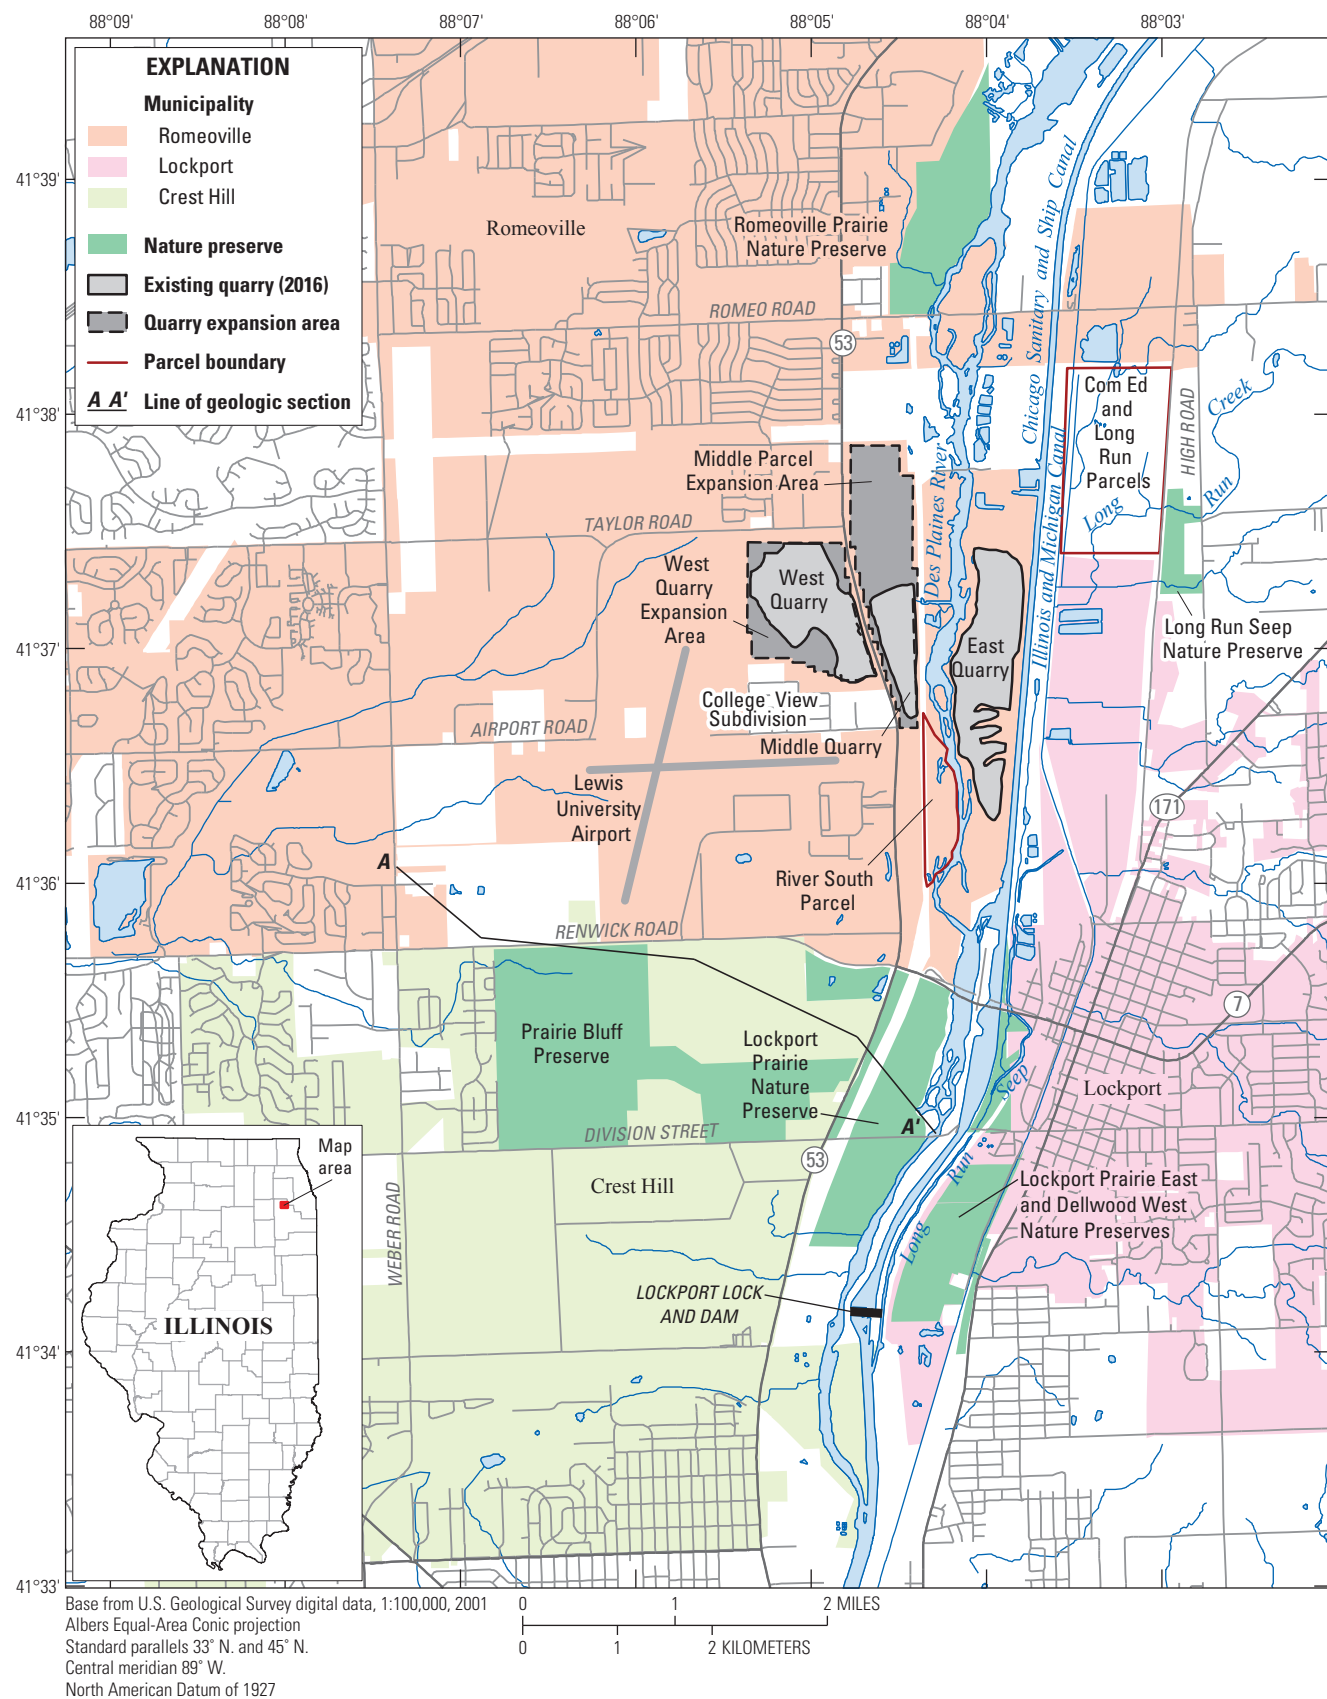 88°09'
88°08'
88°07'
88°06'
88°05'
88°04'
88°03'
41°39'
41°38'
41°37'
41°36'
41°35'
41°34'
41°33'
EXPLANATION
Municipality
Romeoville
Lockport
Crest Hill
Nature preserve
Existing quarry (2016)
Quarry expansion area
Parcel boundary
A A' Line of geologic section
Romeoville
Romeoville Prairie
Nature Preserve
ROMEO ROAD
53
Chicago Sanitary and Ship Canal
Illinois and Michigan Canal
Des Plaines River
Com Ed
and
Long
Run
Parcels
HIGH ROAD
Long
Run
Creek
Middle Parcel
Expansion Area
TAYLOR ROAD
West
Quarry
Expansion
Area
West
Quarry
East
Quarry
Long Run Seep
Nature Preserve
College View
Subdivision
AIRPORT ROAD
Middle Quarry
Lewis
University
Airport
171
A
River South
Parcel
RENWICK ROAD
7
Prairie Bluff
Preserve
Lockport
Prairie
Nature
Preserve
A'
Long
Run
Seep
Lockport
DIVISION STREET
53
Crest Hill
WEBER ROAD
Lockport Prairie East
and Dellwood West
Nature Preserves
LOCKPORT LOCK
AND DAM
Map
area
ILLINOIS
Base from U.S. Geological Survey digital data, 1:100,000, 2001
Albers Equal-Area Conic projection
Standard parallels 33° N. and 45° N.
Central meridian 89° W.
North American Datum of 1927
0 1 2 MILES
0 1 2 KILOMETERS